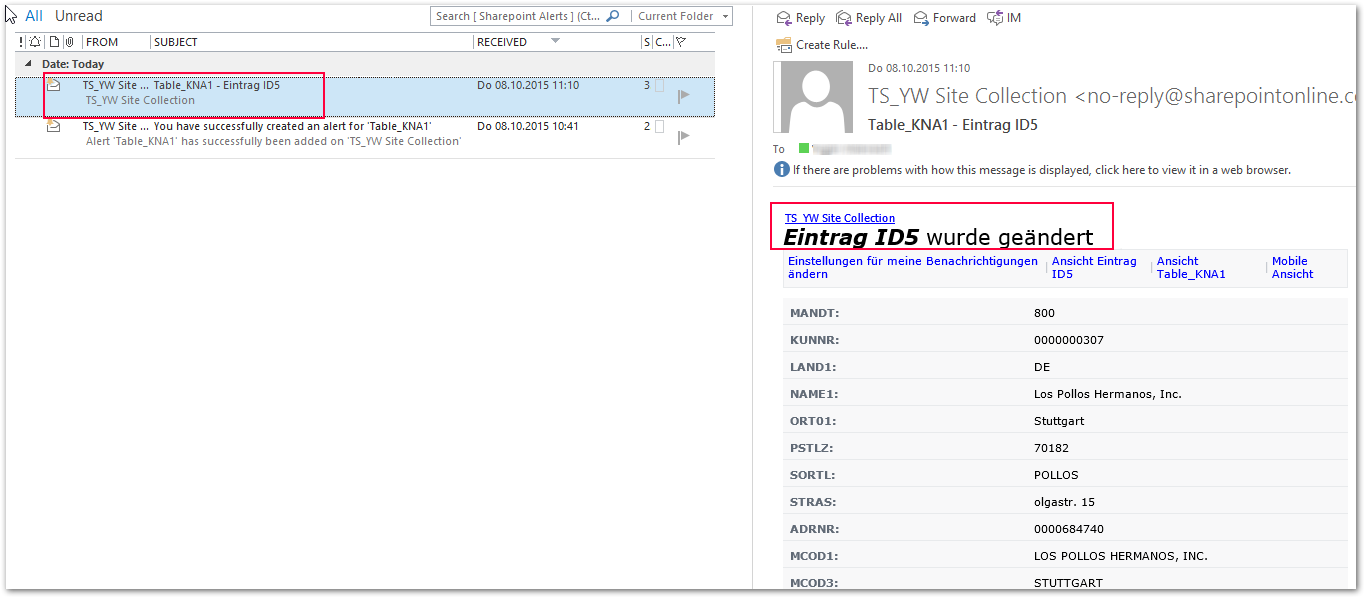 All Unread
Search [ Sharepoint Alerts ] (Ct... Current Folder
! FROM SUBJECT RECEIVED S C...
Date: Today
TS_YW Site ... Table_KNA1 - Eintrag ID5 Do 08.10.2015 11:10 3
TS_YW Site Collection
TS_YW Site ... You have successfully created an alert for 'Table_KNA1' Do 08.10.2015 10:41 2
Alert 'Table_KNA1' has successfully been added on 'TS_YW Site Collection'
Reply Reply All Forward IM
Create Rule....
Do 08.10.2015 11:10
TS_YW Site Collection <no-reply@sharepointonline.c
Table_KNA1 - Eintrag ID5
To
If there are problems with how this message is displayed, click here to view it in a web browser.
TS_YW Site Collection
Eintrag ID5 wurde geändert
Einstellungen für meine Benachrichtigungen ändern
Ansicht Eintrag ID5
Ansicht Table_KNA1
Mobile Ansicht
MANDT: 800
KUNNR: 0000000307
LAND1: DE
NAME1: Los Pollos Hermanos, Inc.
ORT01: Stuttgart
PSTLZ: 70182
SORTL: POLLOS
STRAS: olgastr. 15
ADRNR: 0000684740
MCOD1: LOS POLLOS HERMANOS, INC.
MCOD3: STUTTGART